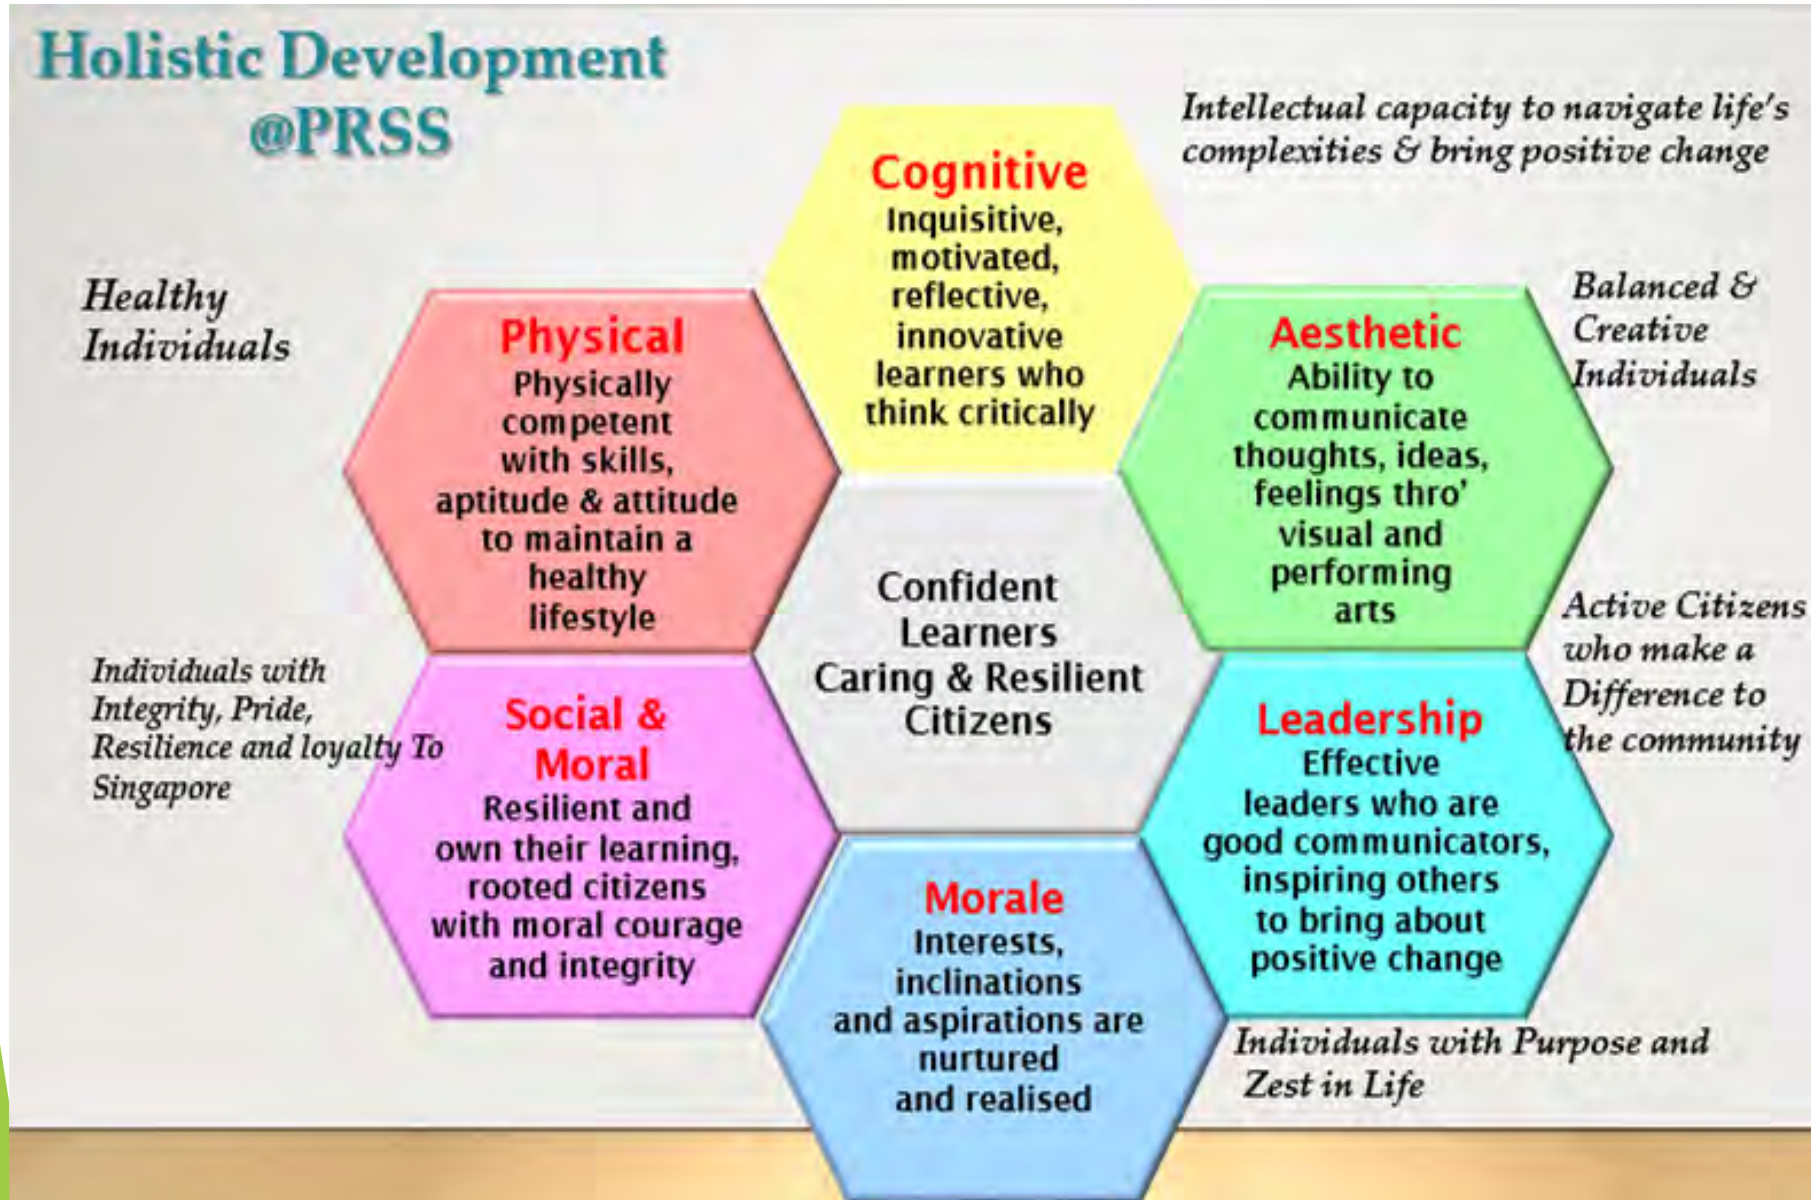 Holistic Development
@PRSS
Intellectual capacity to navigate life's
complexities & bring positive change
Cognitive
Inquisitive,
motivated,
reflective,
innovative
learners who
think critically
Healthy
Individuals
Physical
Physically
competent
with skills,
aptitude & attitude
to maintain a
healthy
lifestyle
Aesthetic
Ability to
communicate
thoughts, ideas,
feelings thro'
visual and
performing
arts
Balanced &
Creative
Individuals
Confident
Learners
Caring & Resilient
Citizens
Individuals with
Integrity, Pride,
Resilience and loyalty To
Singapore
Social &
Moral
Resilient and
own their learning,
rooted citizens
with moral courage
and integrity
Leadership
Effective
leaders who are
good communicators,
inspiring others
to bring about
positive change
Active Citizens
who make a
Difference to
the community
Morale
Interests,
inclinations
and aspirations are
nurtured
and realised
Individuals with Purpose and
Zest in Life